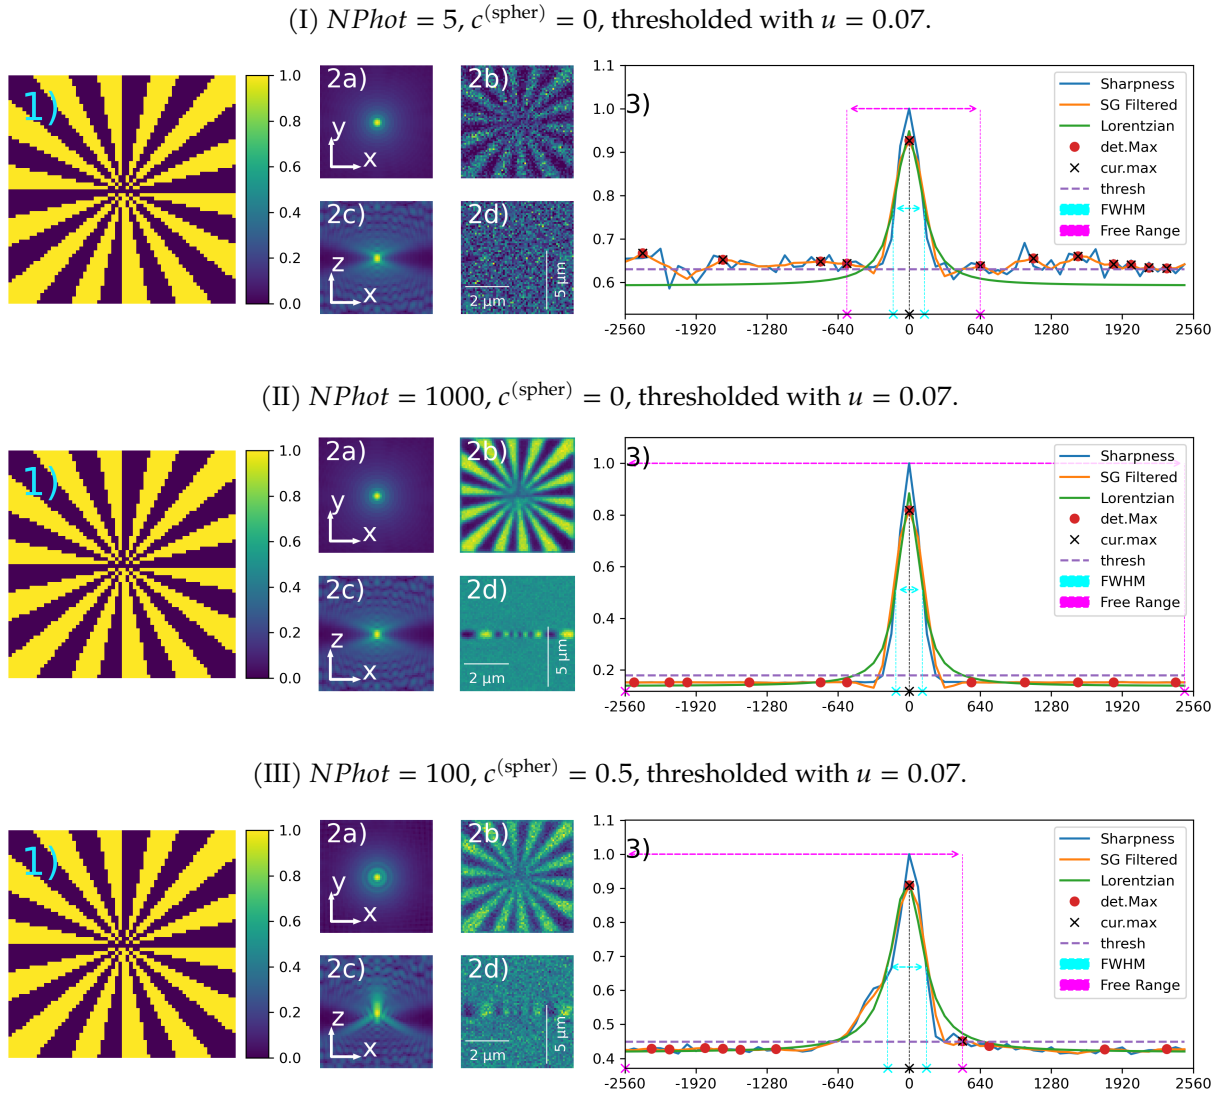 (I) NPhot = 5, c^(spher) = 0, thresholded with u = 0.07.
1)
1.0
0.8
0.6
0.4
0.2
0.0
2a)
y
x
2b)
2c)
z
x
2d)
2 μm
5 μm
3)
1.1
1.0
0.9
0.8
0.7
0.6
-2560 -1920 -1280 -640 0 640 1280 1920 2560
Sharpness
SG Filtered
Lorentzian
det.Max
cur.max
thresh
FWHM
Free Range
(II) NPhot = 1000, c^(spher) = 0, thresholded with u = 0.07.
1)
1.0
0.8
0.6
0.4
0.2
0.0
2a)
y
x
2b)
2c)
z
x
2d)
2 μm
5 μm
3)
1.0
0.8
0.6
0.4
0.2
-2560 -1920 -1280 -640 0 640 1280 1920 2560
Sharpness
SG Filtered
Lorentzian
det.Max
cur.max
thresh
FWHM
Free Range
(III) NPhot = 100, c^(spher) = 0.5, thresholded with u = 0.07.
1)
1.0
0.8
0.6
0.4
0.2
0.0
2a)
y
x
2b)
2c)
z
x
2d)
2 μm
5 μm
3)
1.1
1.0
0.9
0.8
0.7
0.6
0.5
0.4
-2560 -1920 -1280 -640 0 640 1280 1920 2560
Sharpness
SG Filtered
Lorentzian
det.Max
cur.max
thresh
FWHM
Free Range